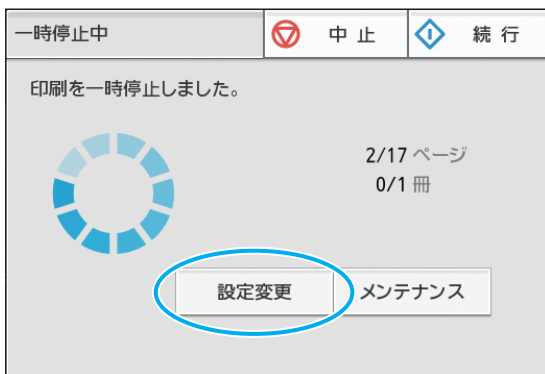 一時停止中 中止 続行
印刷を一時停止しました。
2/17 ページ
0/1 冊
設定変更 メンテナンス